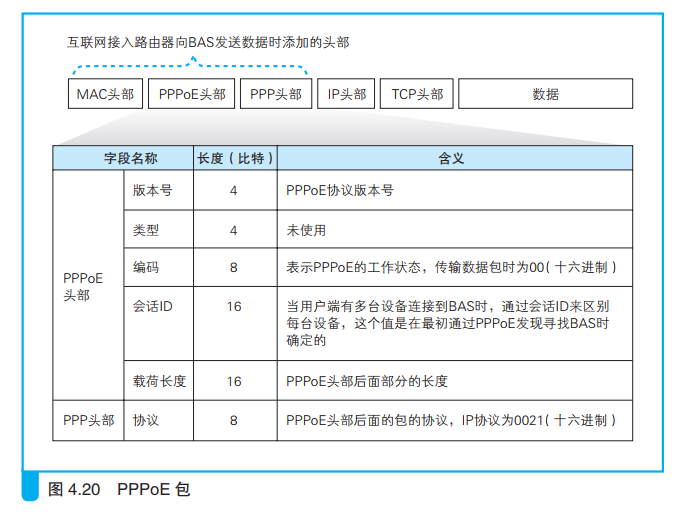 互联网接入路由器向BAS发送数据时添加的头部
MAC头部 PPPoE头部 PPP头部 IP头部 TCP头部 数据
字段名称 长度（比特） 含义
PPPoE头部 版本号 4 PPPoE协议版本号
类型 4 未使用
编码 8 表示PPPoE的工作状态，传输数据包时为00（十六进制）
会话ID 16 当用户端有多台设备连接到BAS时，通过会话ID来区别
每台设备，这个值是在最初通过PPPoE发现寻找BAS时
确定的
载荷长度 16 PPPoE头部后面部分的长度
PPP头部 协议 8 PPPoE头部后面的包的协议，IP协议为0021（十六进制）
图 4.20 PPPoE 包